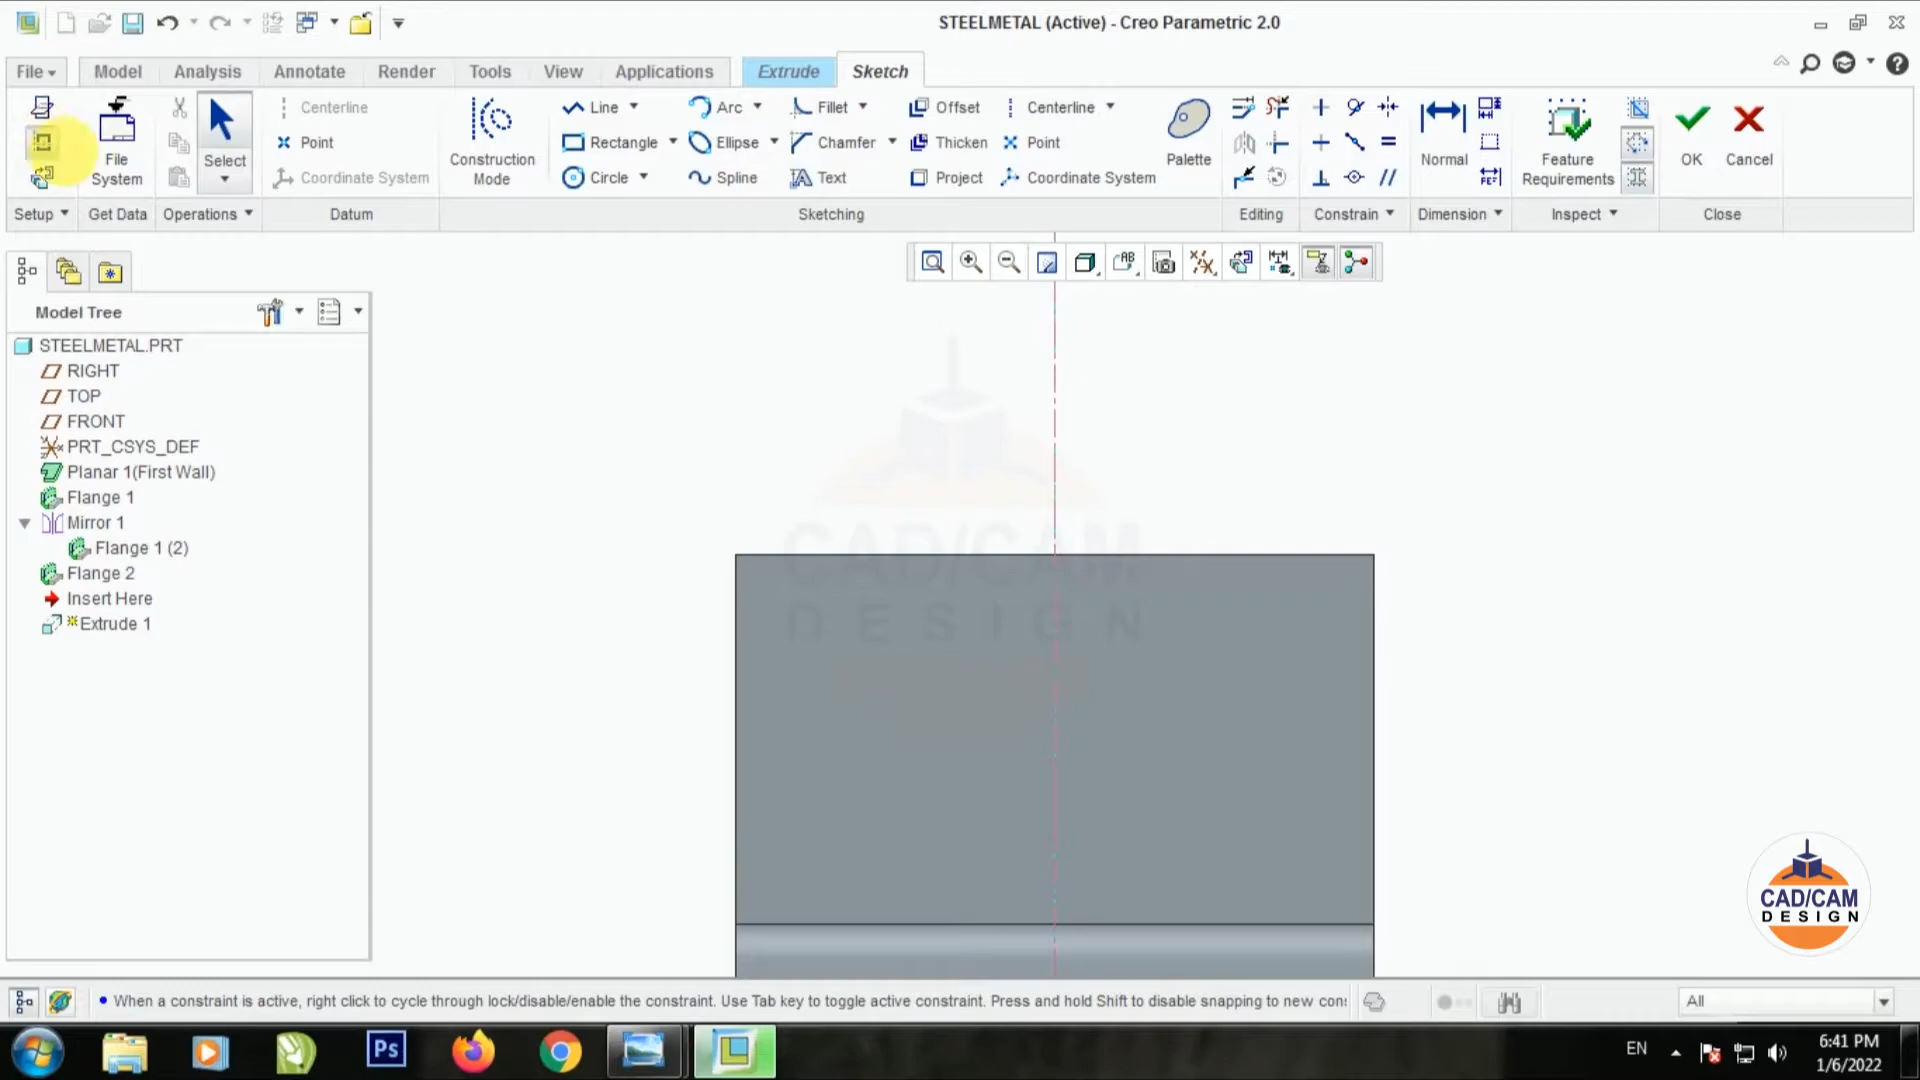 STEELMETAL (Active) - Creo Parametric 2.0
File
Model
Analysis
Annotate
Render
Tools
View
Applications
Extrude
Sketch
File
System
Select
Centerline
Point
Coordinate System
Construction
Mode
Line
Rectangle
Circle
Arc
Ellipse
Spline
Fillet
Chamfer
Text
Offset
Thicken
Project
Centerline
Point
Coordinate System
Palette
Normal
Feature
Requirements
OK
Cancel
Setup
Get Data
Operations
Datum
Sketching
Editing
Constrain
Dimension
Inspect
Close
Model Tree
STEELMETAL.PRT
RIGHT
TOP
FRONT
PRT_CSYS_DEF
Planar 1(First Wall)
Flange 1
Mirror 1
Flange 1 (2)
Flange 2
Insert Here
Extrude 1
CAD/CAM
DESIGN
CAD/CAM
DESIGN
When a constraint is active, right click to cycle through lock/disable/enable the constraint. Use Tab key to toggle active constraint. Press and hold Shift to disable snapping to new con
All
Ps
EN
6:41 PM
1/6/2022